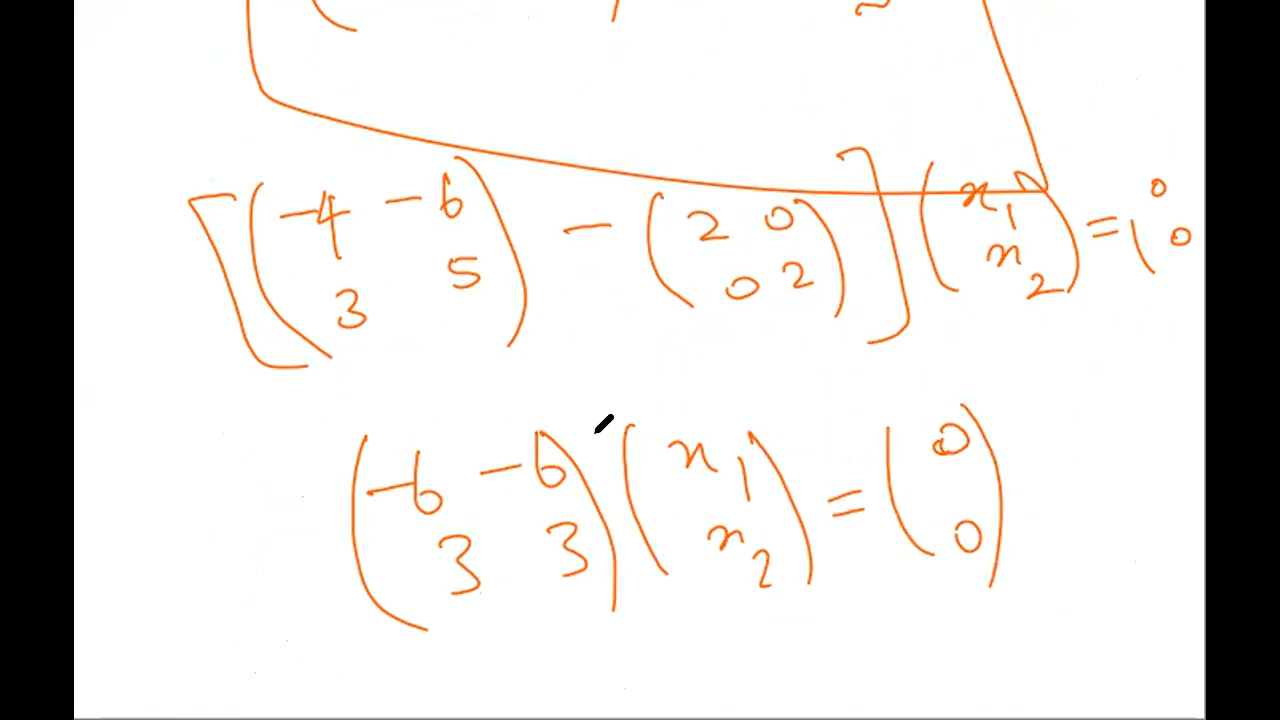 [(-4 -6) - (2 0)] (x1) = (0
3 5 0 2 x2 0
(-6 -6) (x1) = (0)
3 3 x2 0